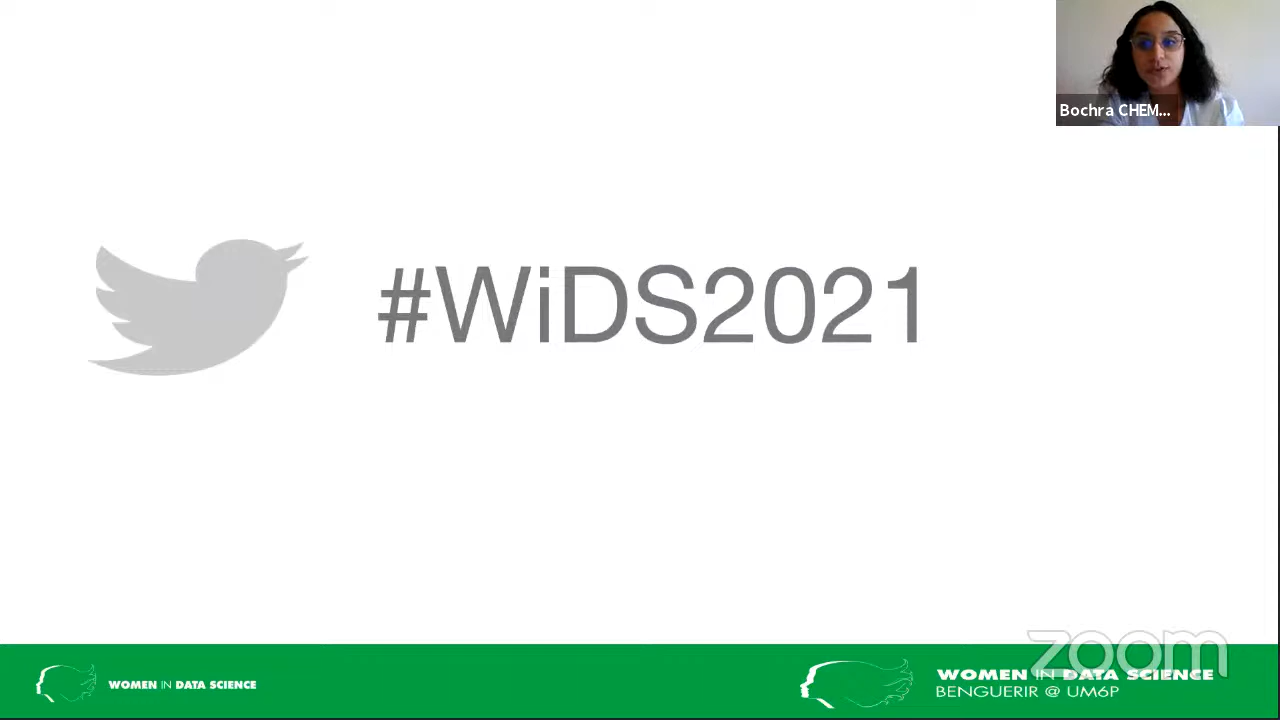 Bochra CHEM...
#WiDS2021
zoom
WOMEN IN DATA SCIENCE
WOMEN IN DATA SCIENCE
BENGUERIR @ UM6P